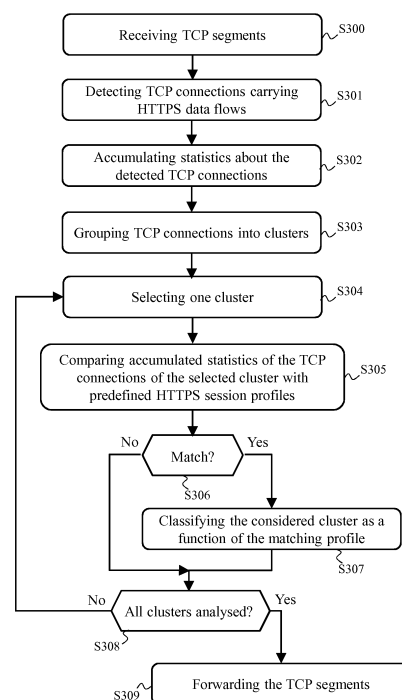 Receiving TCP segments
S300
Detecting TCP connections carrying
HTTPS data flows
S301
Accumulating statistics about the
detected TCP connections
S302
Grouping TCP connections into clusters
S303
Selecting one cluster
S304
Comparing accumulated statistics of the TCP
connections of the selected cluster with
predefined HTTPS session profiles
S305
No
Yes
Match?
S306
Classifying the considered cluster as a
function of the matching profile
S307
No
Yes
All clusters analysed?
S308
Forwarding the TCP segments
S309